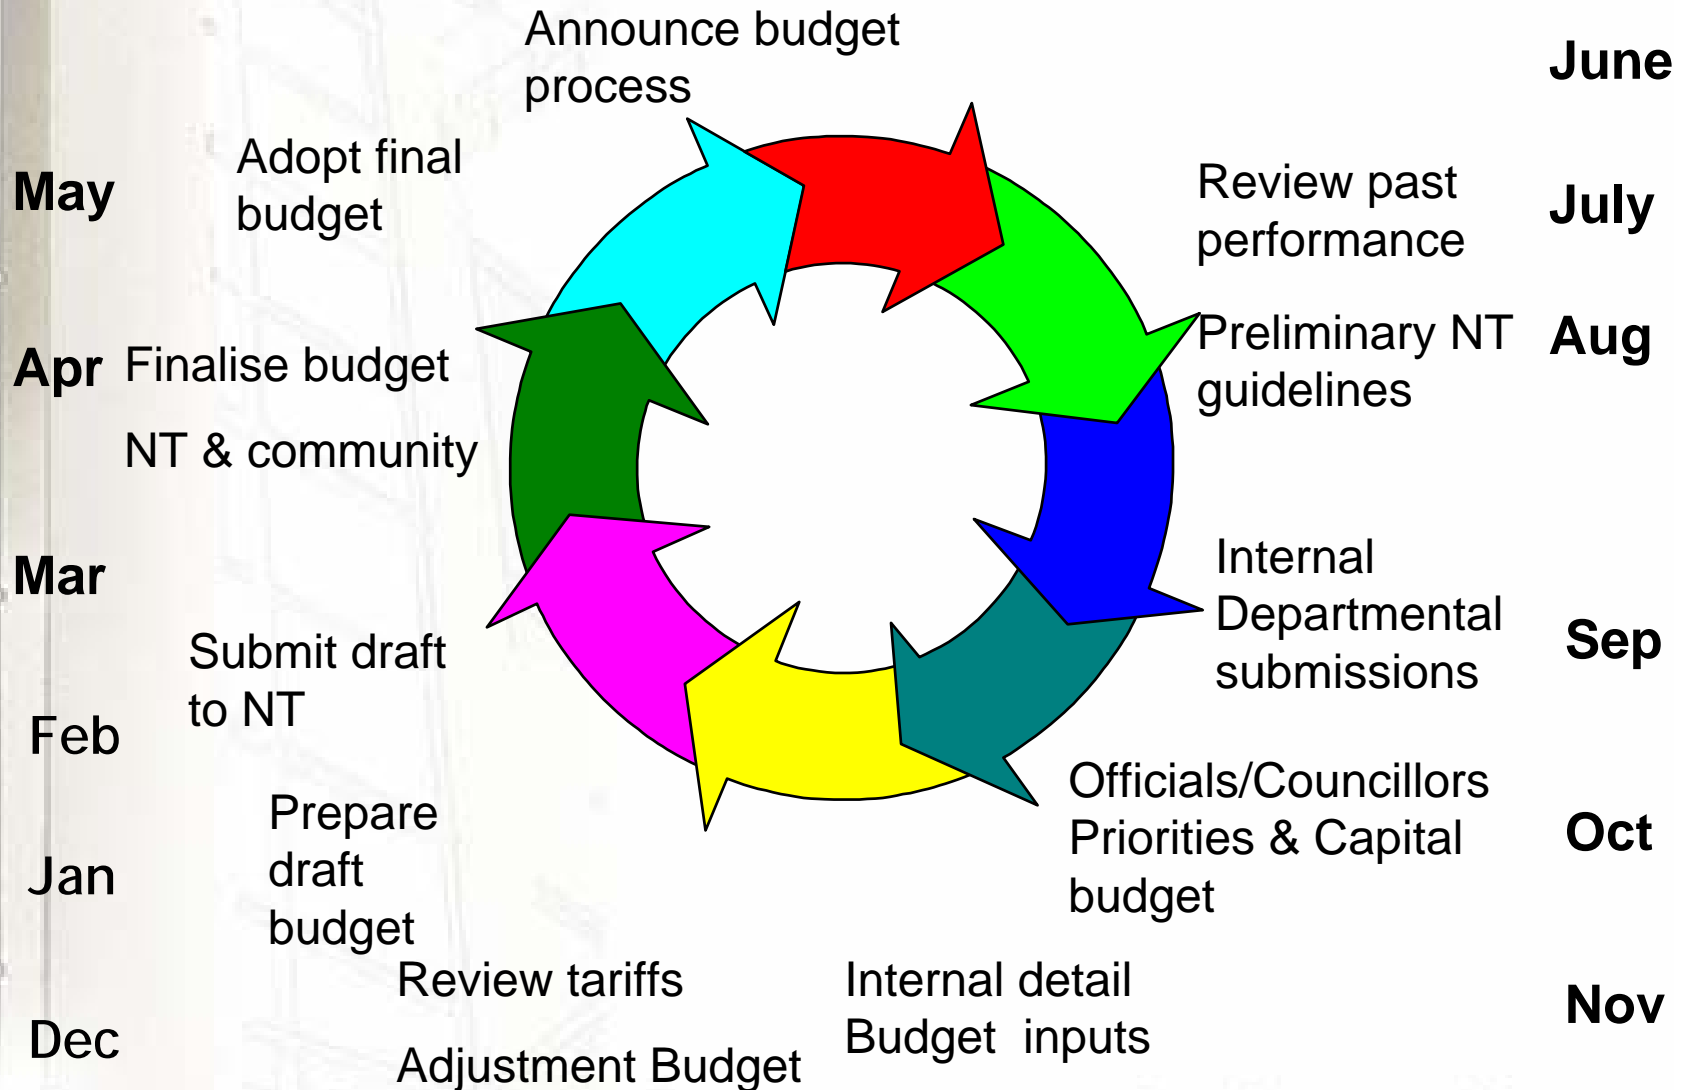 Announce budget
process
June
Review past
performance
July
Preliminary NT
guidelines
Aug
Internal
Departmental
submissions
Sep
Officials/Councillors
Priorities & Capital
budget
Oct
Internal detail
Budget inputs
Nov
Review tariffs
Adjustment Budget
Dec
Prepare
draft
budget
Jan
Submit draft
to NT
Feb
Mar
Finalise budget
NT & community
Apr
Adopt final
budget
May